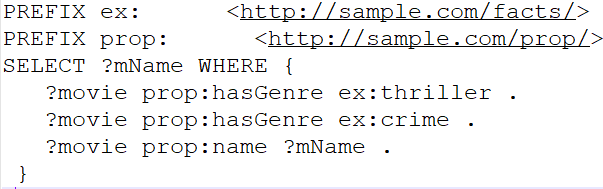 PREFIX ex: <http://sample.com/facts/>
PREFIX prop: <http://sample.com/prop/>
SELECT ?mName WHERE {
?movie prop:hasGenre ex:thriller .
?movie prop:hasGenre ex:crime .
?movie prop:name ?mName .
}